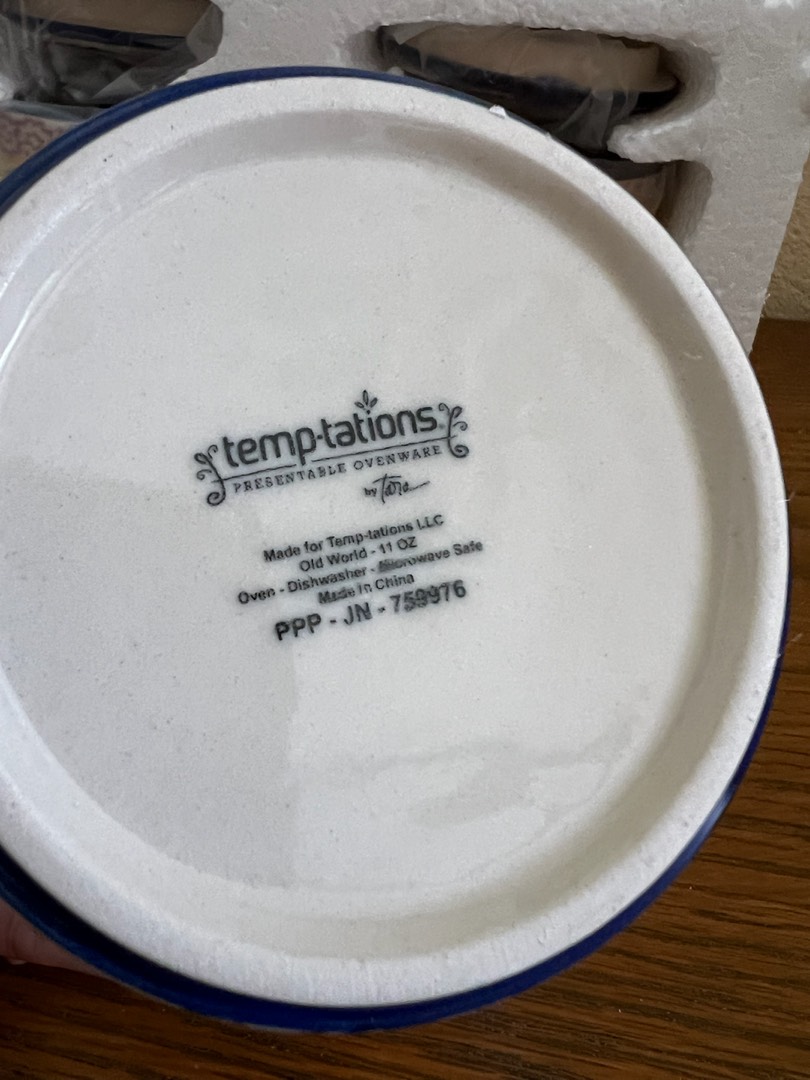 temp-tations®
PRESENTABLE OVENWARE
by Tara
Made for Temp-tations LLC
Old World - 11 OZ
Oven - Dishwasher - Microwave Safe
Made in China
PPP - JN - 759976